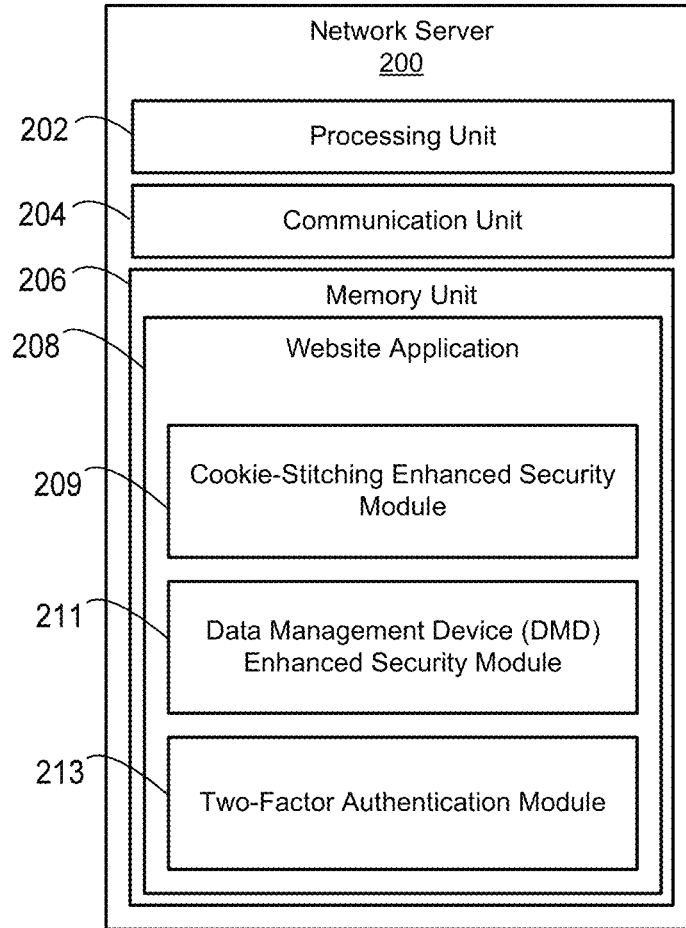 Network Server
200
202
Processing Unit
204
Communication Unit
206
Memory Unit
208
Website Application
209
Cookie-Stitching Enhanced Security
Module
211
Data Management Device (DMD)
Enhanced Security Module
213
Two-Factor Authentication Module